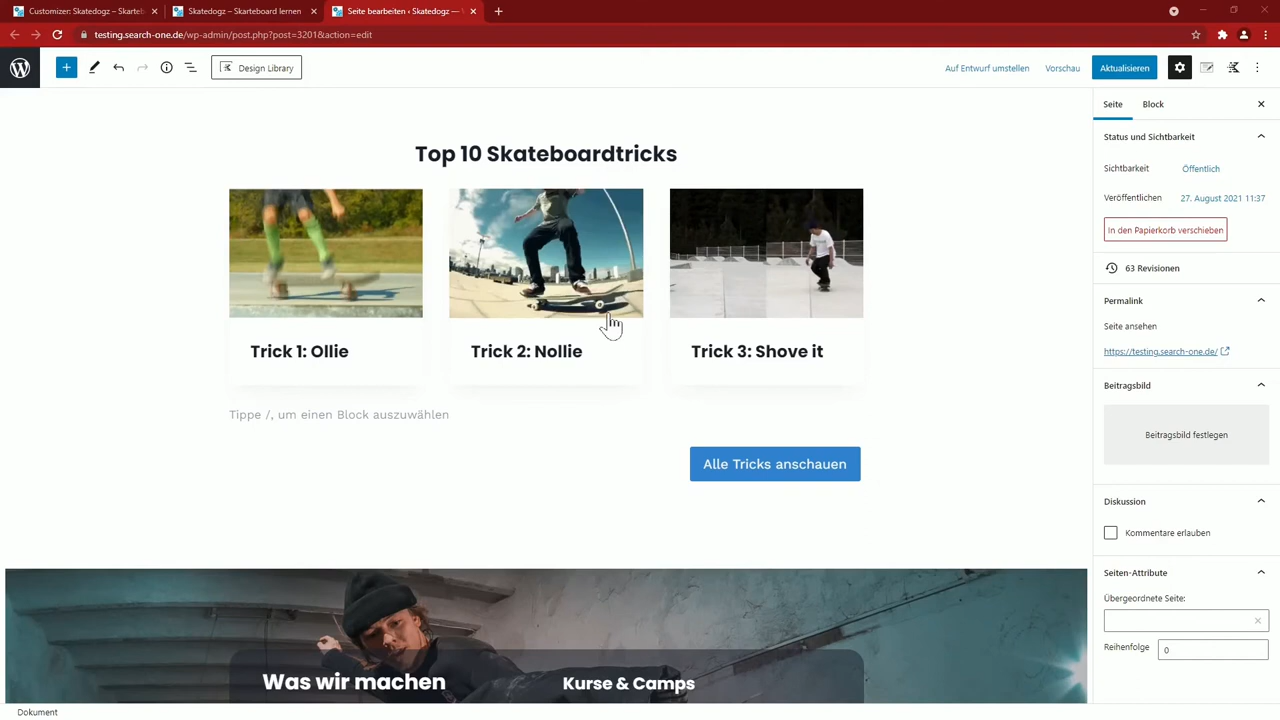 Customizer: Skatedogz – Skarteb
Skatedogz – Skarteboard lernen
Seite bearbeiten ‹ Skatedogz — W
testing.search-one.de/wp-admin/post.php?post=3201&action=edit
Design Library
Auf Entwurf umstellen
Vorschau
Aktualisieren
Top 10 Skateboardtricks
Trick 1: Ollie
Trick 2: Nollie
Trick 3: Shove it
Tippe /, um einen Block auszuwählen
Alle Tricks anschauen
Was wir machen
Kurse & Camps
Seite
Block
Status und Sichtbarkeit
Sichtbarkeit
Öffentlich
Veröffentlichen
27. August 2021 11:37
In den Papierkorb verschieben
63 Revisionen
Permalink
Seite ansehen
https://testing.search-one.de/
Beitragsbild
Beitragsbild festlegen
Diskussion
Kommentare erlauben
Seiten-Attribute
Übergeordnete Seite:
Reihenfolge
0
Dokument